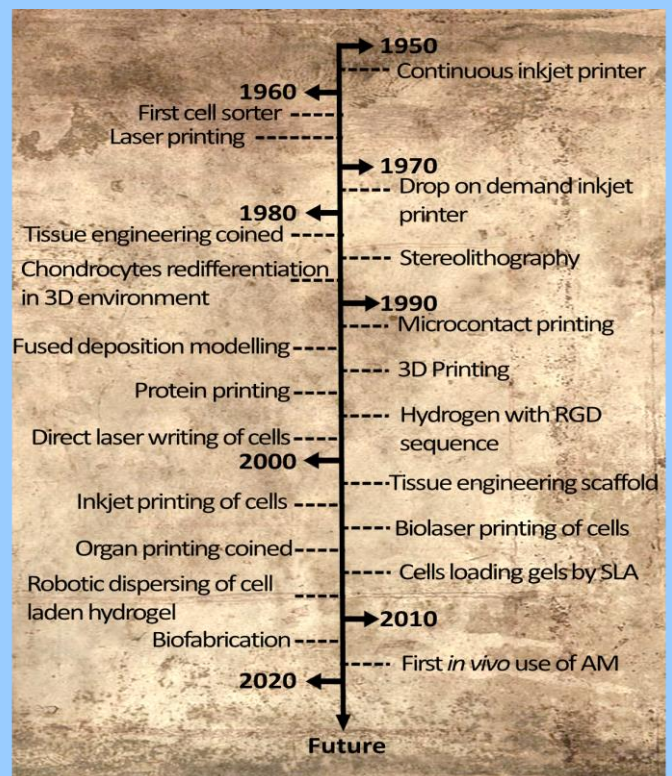 1950
Continuous inkjet printer
1960
First cell sorter
Laser printing
1970
Drop on demand inkjet
printer
1980
Tissue engineering coined
Stereolithography
Chondrocytes redifferentiation
in 3D environment
1990
Microcontact printing
Fused deposition modelling
3D Printing
Protein printing
Hydrogen with RGD
sequence
Direct laser writing of cells
2000
Tissue engineering scaffold
Inkjet printing of cells
Biolaser printing of cells
Organ printing coined
Cells loading gels by SLA
Robotic dispersing of cell
laden hydrogel
2010
Biofabrication
First in vivo use of AM
2020
Future